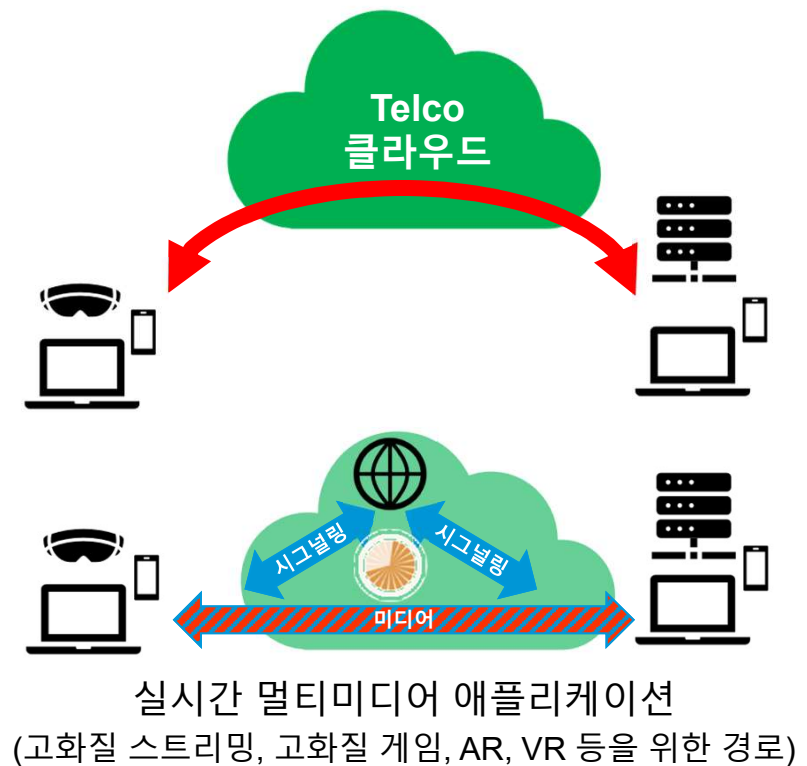 Telco
클라우드
시그널링
시그널링
미디어
실시간 멀티미디어 애플리케이션
(고화질 스트리밍, 고화질 게임, AR, VR 등을 위한 경로)